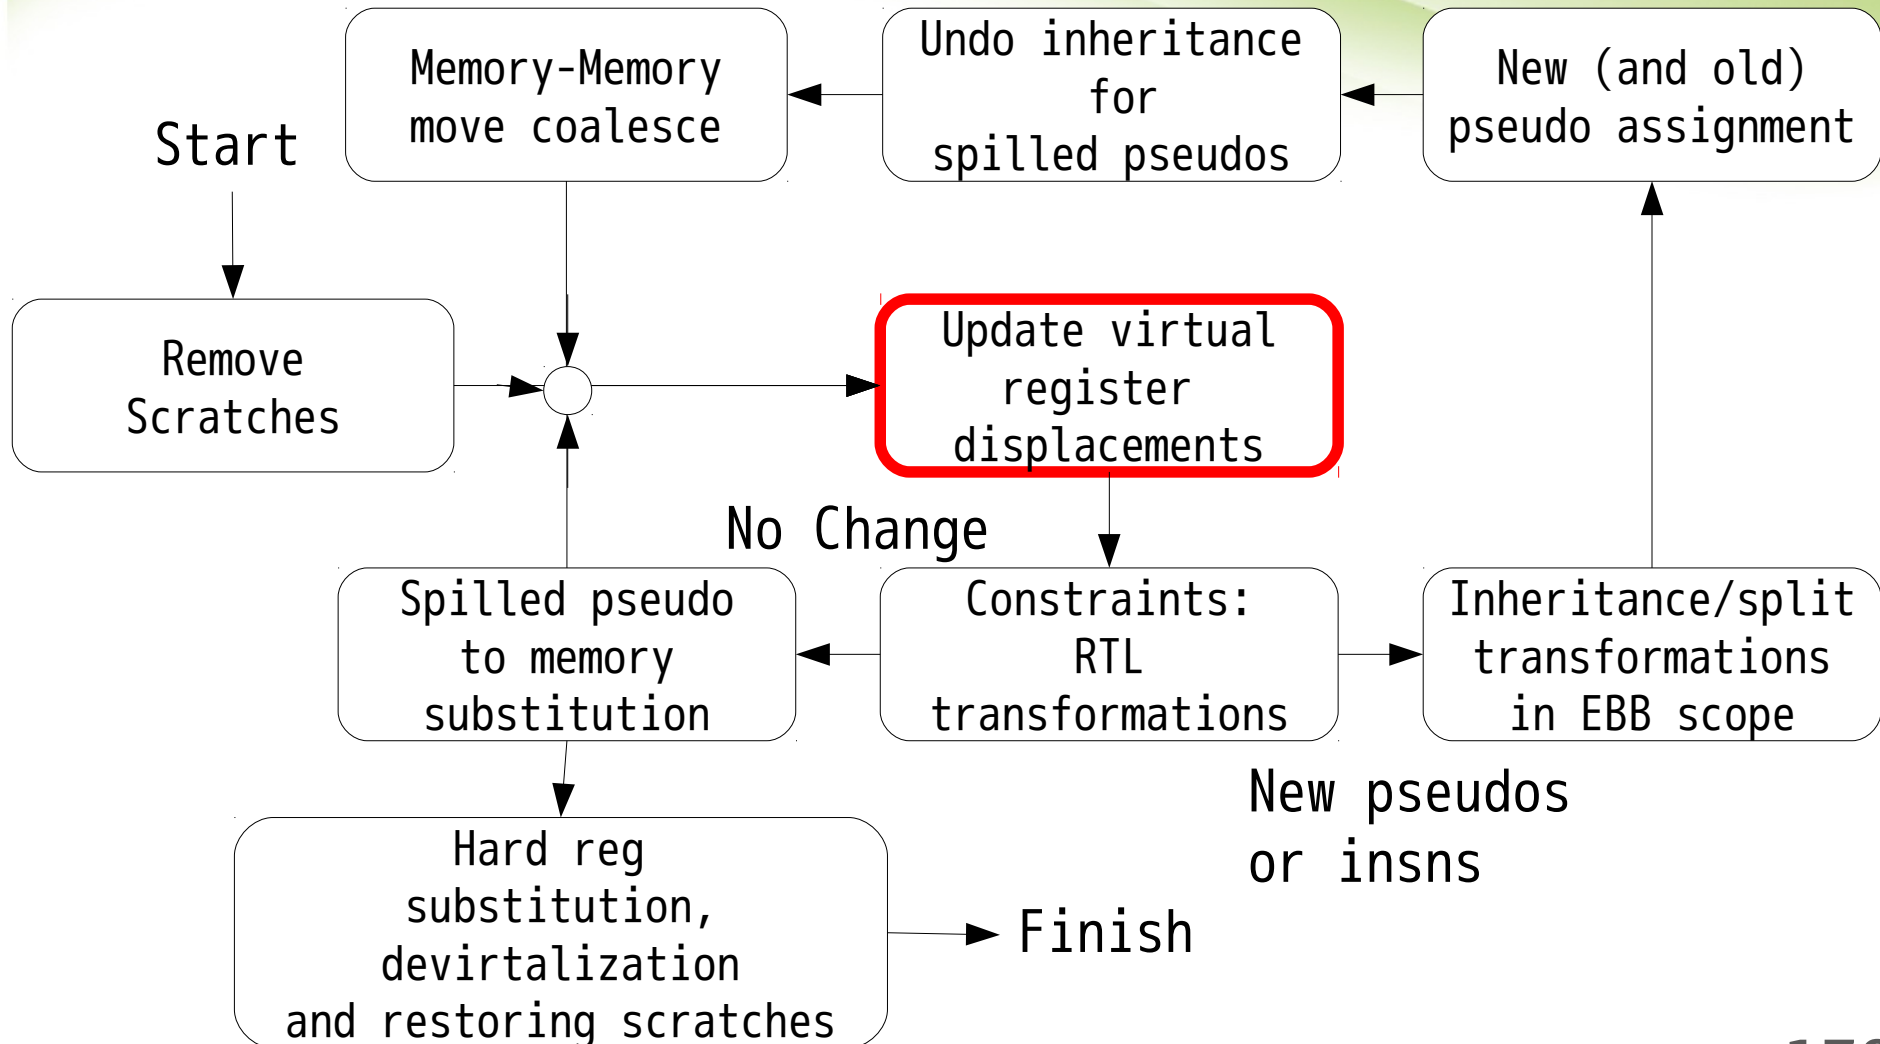 Memory-Memory
move coalesce
Undo inheritance
for
spilled pseudos
New (and old)
pseudo assignment
Start
Remove
Scratches
Update virtual
register
displacements
No Change
Spilled pseudo
to memory
substitution
Constraints:
RTL
transformations
Inheritance/split
transformations
in EBB scope
New pseudos
or insns
Hard reg
substitution,
devirtalization
and restoring scratches
Finish